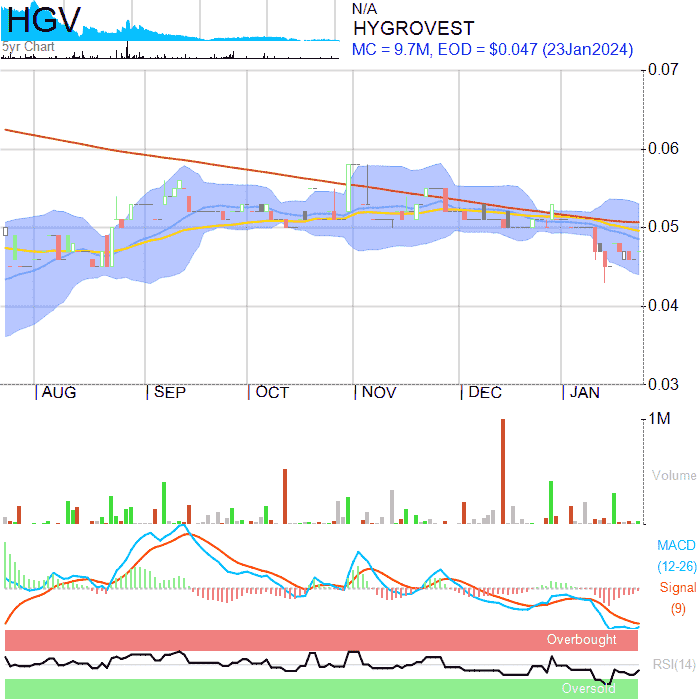 HGV
5yr Chart
N/A
HYGROVEST
MC = 9.7M, EOD = $0.047 (23Jan2024)
0.07
0.06
0.05
0.04
0.03
AUG
SEP
OCT
NOV
DEC
JAN
1M
Volume
MACD
(12-26)
Signal
(9)
Overbought
RSI(14)
Oversold